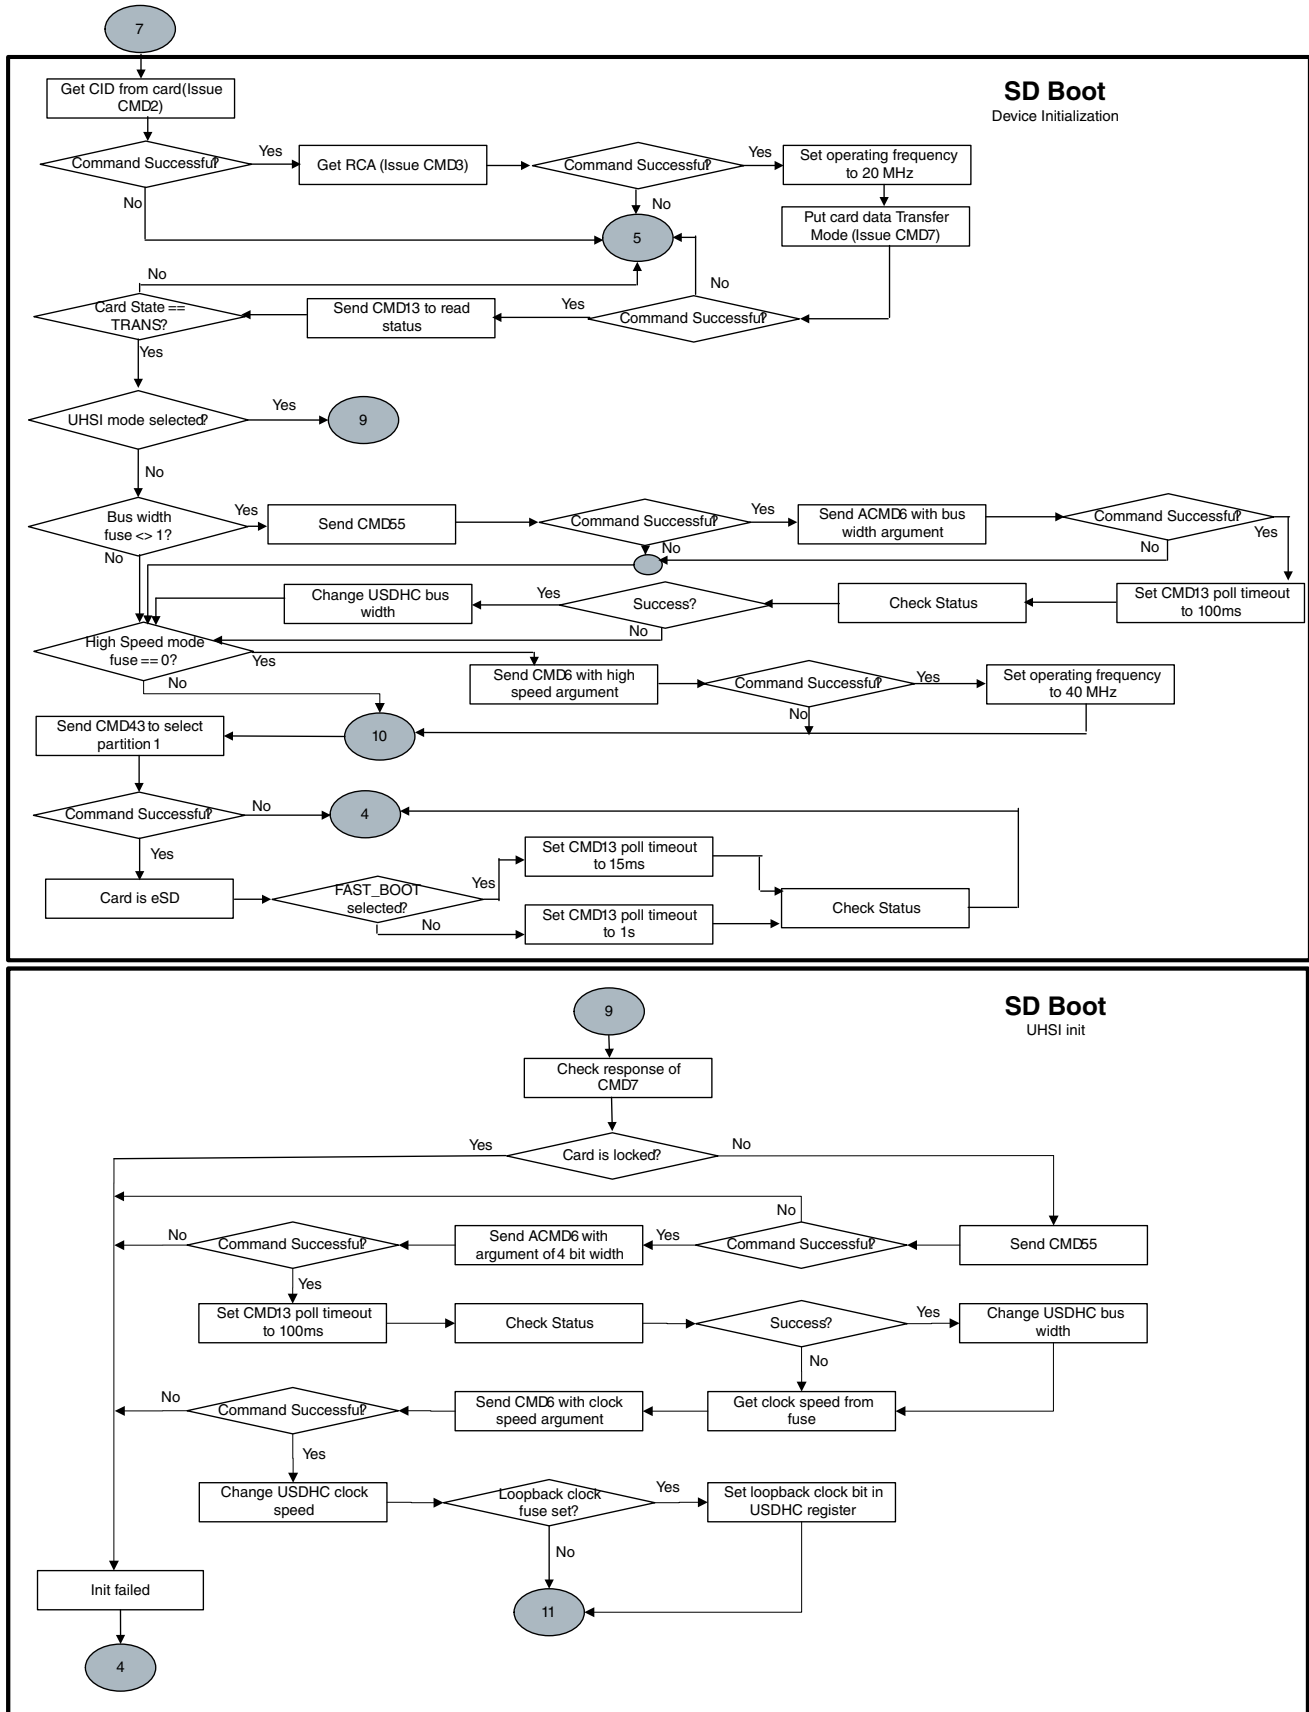 7
SD Boot
Device Initialization
Get CID from card(Issue
CMD2)
Command Successful?
Yes
Get RCA (Issue CMD3)
Command Successful?
Yes
Set operating frequency
to 20 MHz
No
No
Put card data Transfer
Mode (Issue CMD7)
5
No
No
Card State ==
TRANS?
Send CMD13 to read
status
Yes
Command Successful?
Yes
UHSI mode selected?
Yes
9
No
Bus width
fuse <> 1?
Yes
Send CMD55
Command Successful?
Yes
Send ACMD6 with bus
width argument
Command Successful?
Yes
No
No
No
Change USDHC bus
width
Yes
Success?
Check Status
Set CMD13 poll timeout
to 100ms
No
High Speed mode
fuse == 0?
Yes
Send CMD6 with high
speed argument
Command Successful?
Yes
Set operating frequency
to 40 MHz
No
No
Send CMD43 to select
partition 1
10
Command Successful?
No
4
Yes
Set CMD13 poll timeout
to 15ms
Card is eSD
FAST_BOOT
selected?
Yes
Check Status
No
Set CMD13 poll timeout
to 1s
SD Boot
UHSI init
9
Check response of
CMD7
Yes
Card is locked?
No
No
No
Command Successful?
Send ACMD6 with
argument of 4 bit width
Yes
Command Successful?
Send CMD55
Yes
Set CMD13 poll timeout
to 100ms
Check Status
Success?
Yes
Change USDHC bus
width
No
No
Command Successful?
Send CMD6 with clock
speed argument
Get clock speed from
fuse
Yes
Change USDHC clock
speed
Loopback clock
fuse set?
Yes
Set loopback clock bit in
USDHC register
No
Init failed
11
4